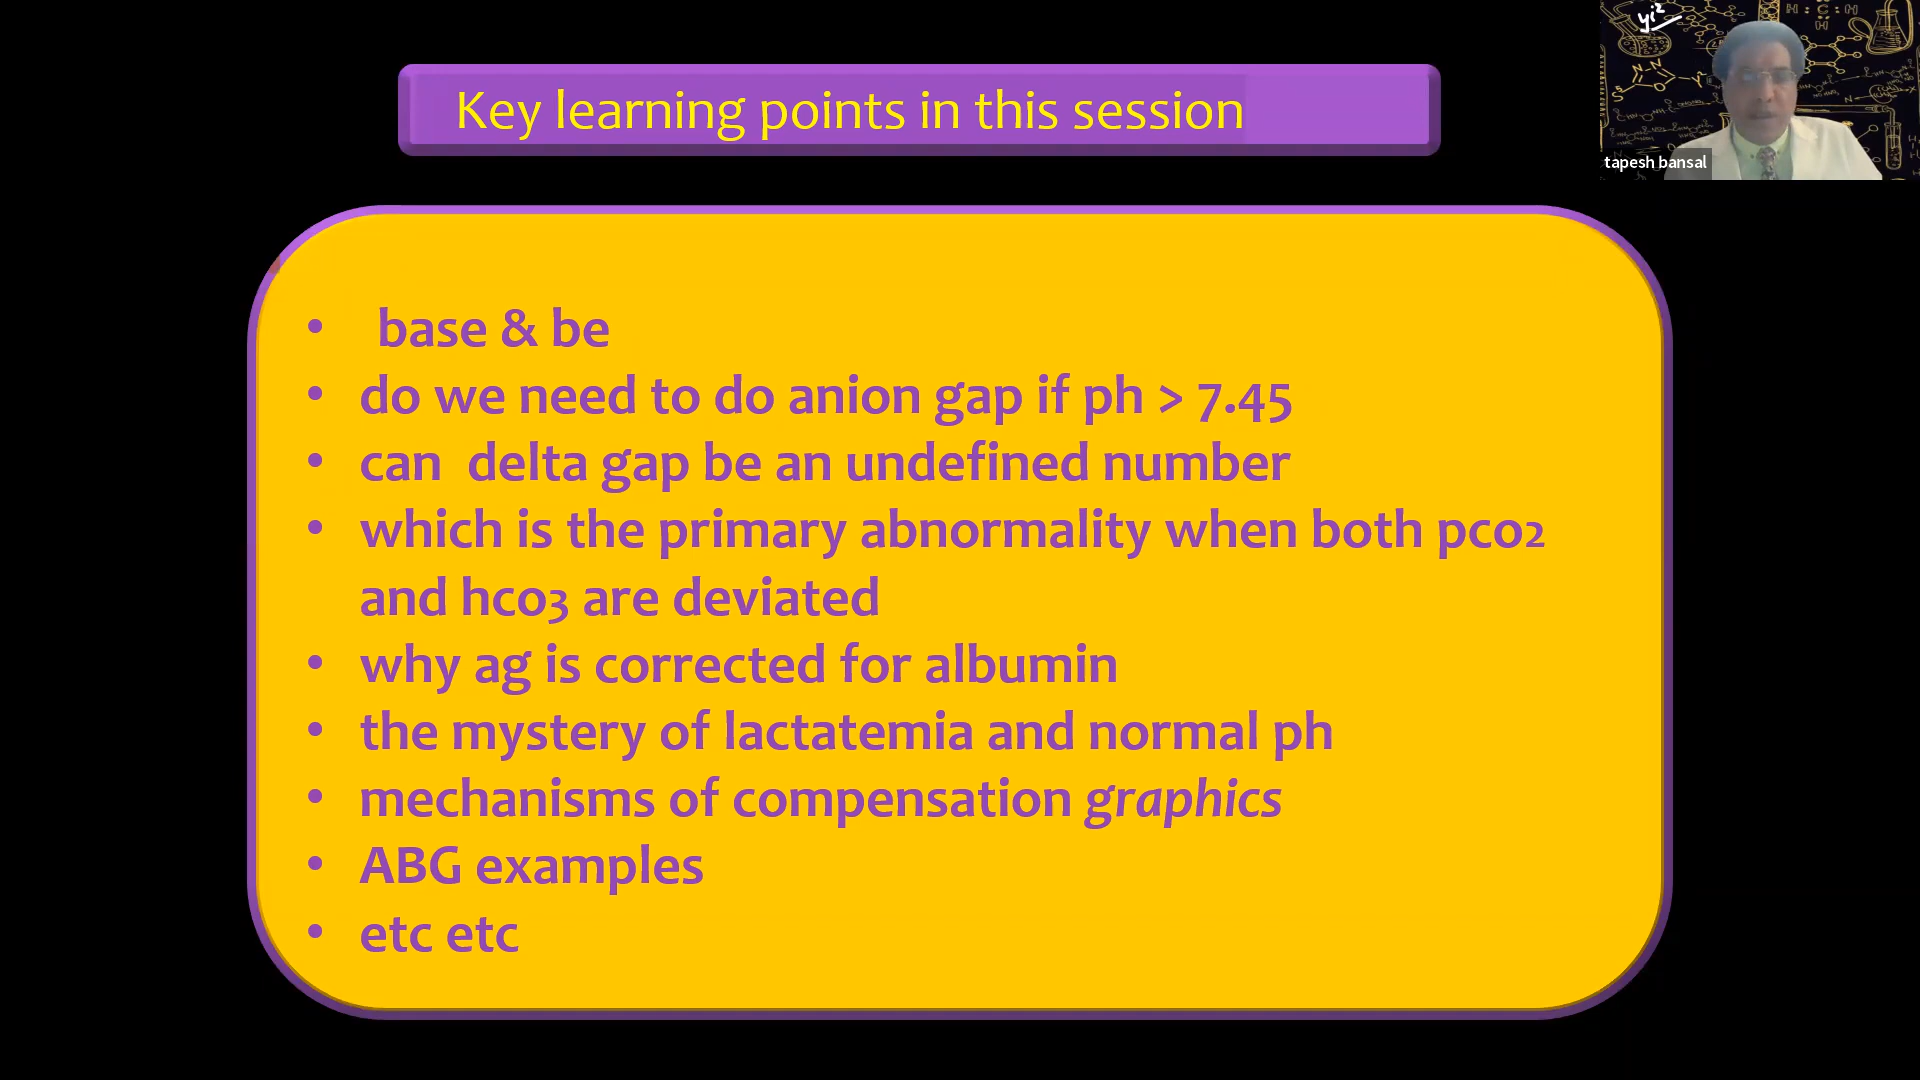 Key learning points in this session
tapesh bansal
• base & be
• do we need to do anion gap if ph > 7.45
• can delta gap be an undefined number
• which is the primary abnormality when both pco2
and hco3 are deviated
• why ag is corrected for albumin
• the mystery of lactatemia and normal ph
• mechanisms of compensation graphics
• ABG examples
• etc etc